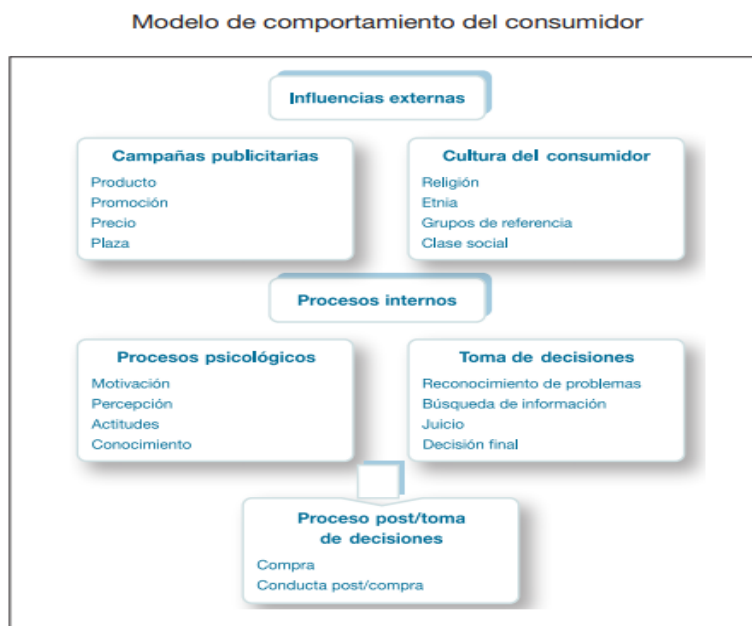 Modelo de comportamiento del consumidor
Influencias externas
Campañas publicitarias
Producto
Promoción
Precio
Plaza
Cultura del consumidor
Religión
Etnia
Grupos de referencia
Clase social
Procesos internos
Procesos psicológicos
Motivación
Percepción
Actitudes
Conocimiento
Toma de decisiones
Reconocimiento de problemas
Búsqueda de información
Juicio
Decisión final
Proceso post/toma
de decisiones
Compra
Conducta post/compra